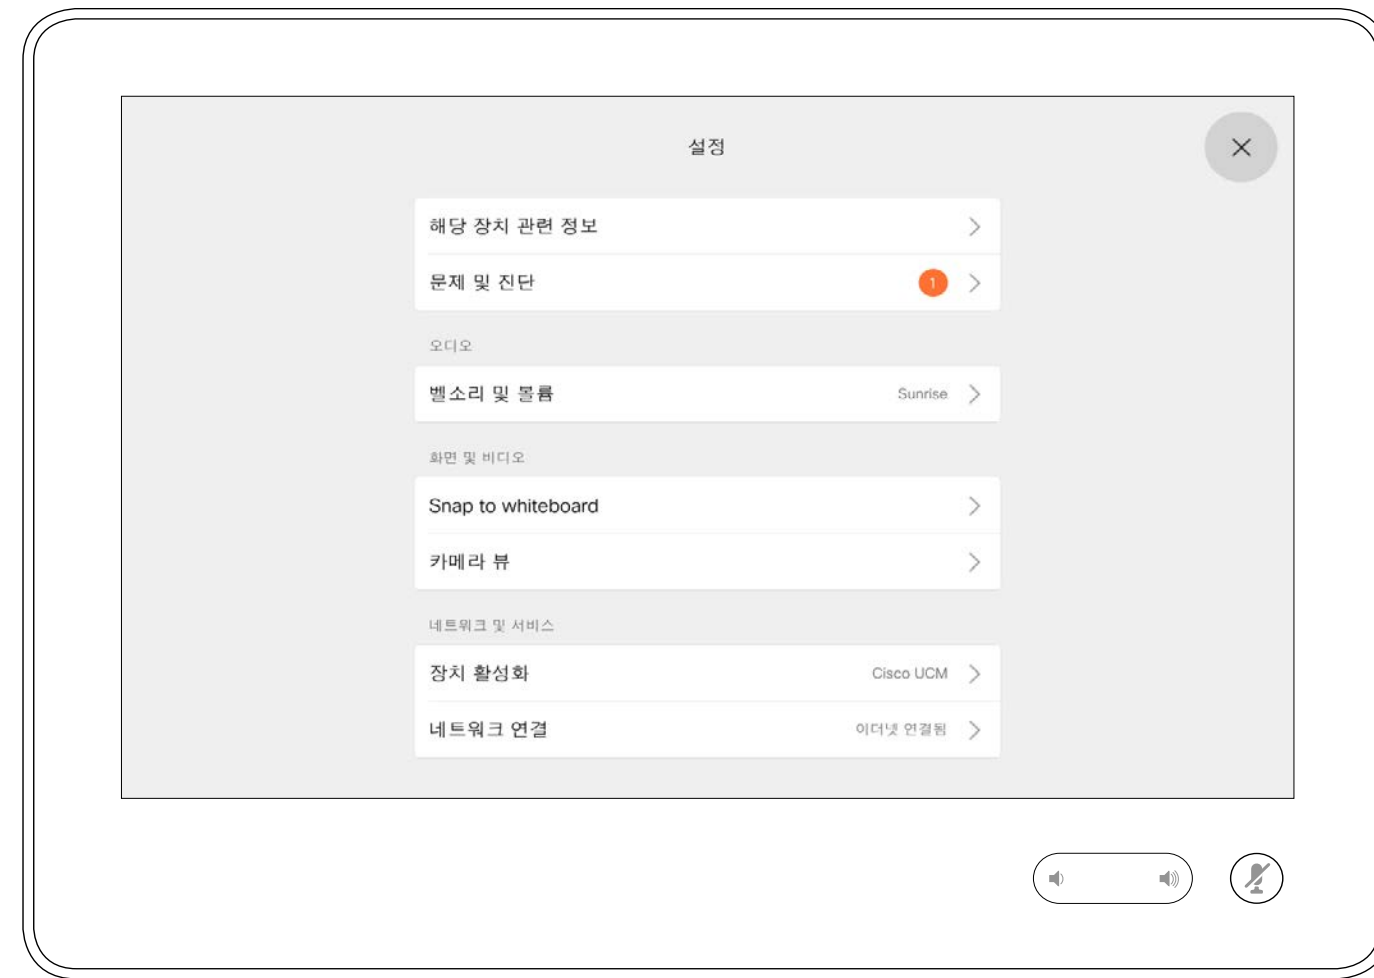 설정
해당 장치 관련 정보
문제 및 진단 1
오디오
벨소리 및 볼륨 Sunrise
화면 및 비디오
Snap to whiteboard
카메라 뷰
네트워크 및 서비스
장치 활성화 Cisco UCM
네트워크 연결 이더넷 연결됨